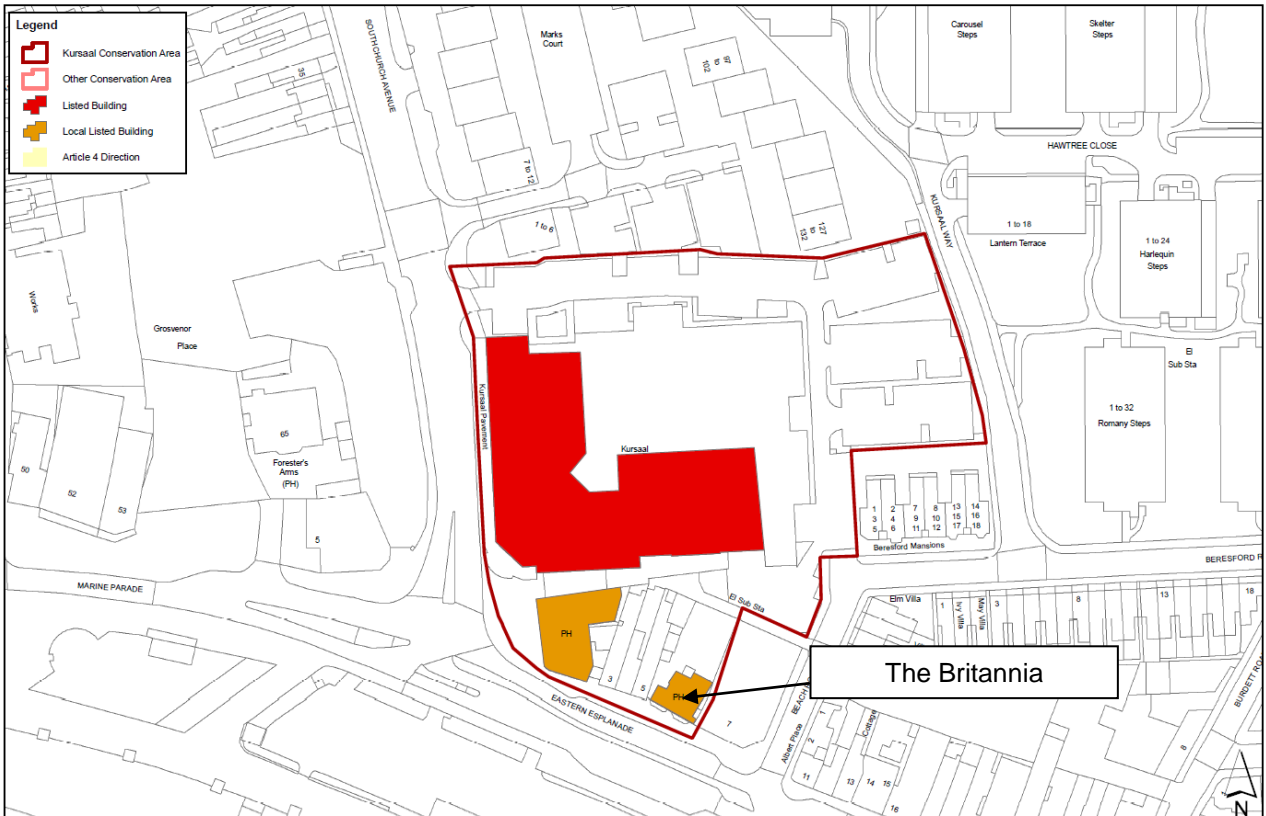 Legend
Kursaal Conservation Area
Other Conservation Area
Listed Building
Local Listed Building
Article 4 Direction
SOUTHCHURCH AVENUE
35
Marks
Court
97
to
102
Carousel
Steps
Skelter
Steps
HAWTREE CLOSE
7 to 12
1 to 6
127
to
132
KURSAAL WAY
1 to 18
Lantern Terrace
1 to 24
Harlequin
Steps
Works
Grosvenor
Place
El
Sub Sta
Kursaal Pavement
Kursaal
1 to 32
Romany Steps
65
Forester's
Arms
(PH)
50
52
53
5
1 2 7 8 13 14
3 4 9 10 15 16
5 6 11 12 17 18
Beresford Mansions
BERESFORD R
MARINE PARADE
El Sub Sta
Elm Villa
1
Ivy Villa
May Villa
3
8
13
18
PH
3
5
PH
The Britannia
EASTERN ESPLANADE
7
BEACH
Albert Place
Cottage
1
2
11
13
14
15
16
8
BURDETT ROA
N